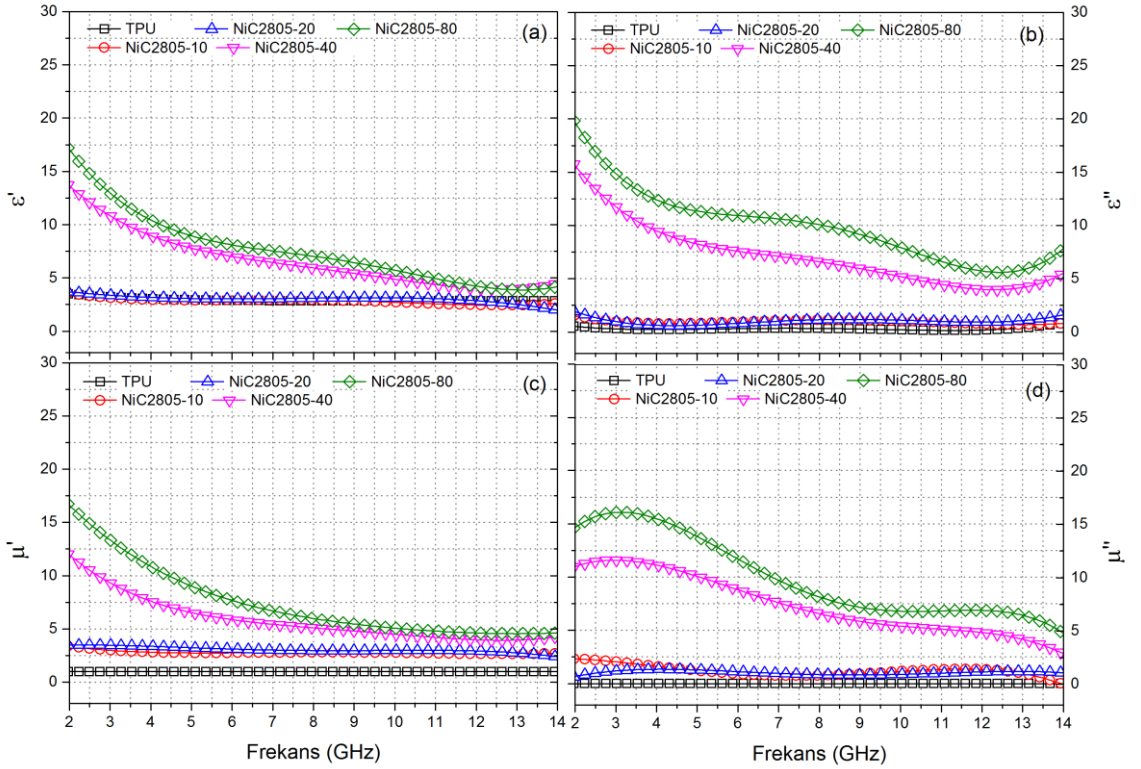 TPU NiC2805-20 NiC2805-80 (a)
NiC2805-10 NiC2805-40
30
25
20
15
10
5
0
ε'
TPU NiC2805-20 NiC2805-80 (b)
NiC2805-10 NiC2805-40
30
25
20
15
10
5
0
ε''
TPU NiC2805-20 NiC2805-80 (c)
NiC2805-10 NiC2805-40
30
25
20
15
10
5
0
μ'
2 3 4 5 6 7 8 9 10 11 12 13 14
Frekans (GHz)
TPU NiC2805-20 NiC2805-80 (d)
NiC2805-10 NiC2805-40
30
25
20
15
10
5
0
μ''
2 3 4 5 6 7 8 9 10 11 12 13 14
Frekans (GHz)